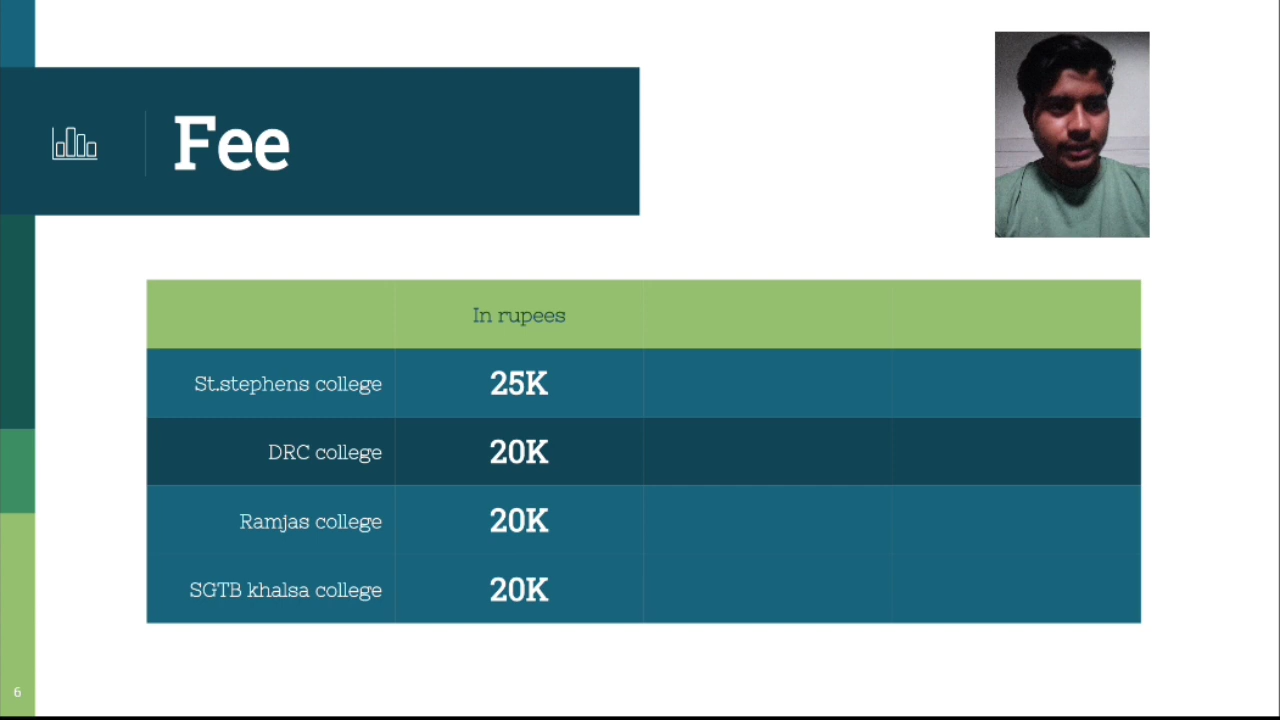 Fee
In rupees
St.stephens college 25K
DRC college 20K
Ramjas college 20K
SGTB khalsa college 20K
6